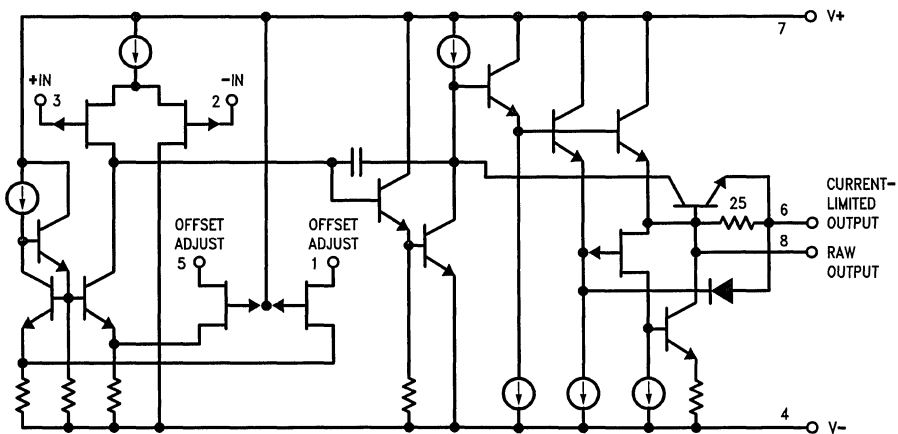 V+
7
+IN
3
-IN
2
OFFSET
ADJUST
5
OFFSET
ADJUST
1
25
CURRENT-
LIMITED
OUTPUT
6
RAW
OUTPUT
8
4
V-